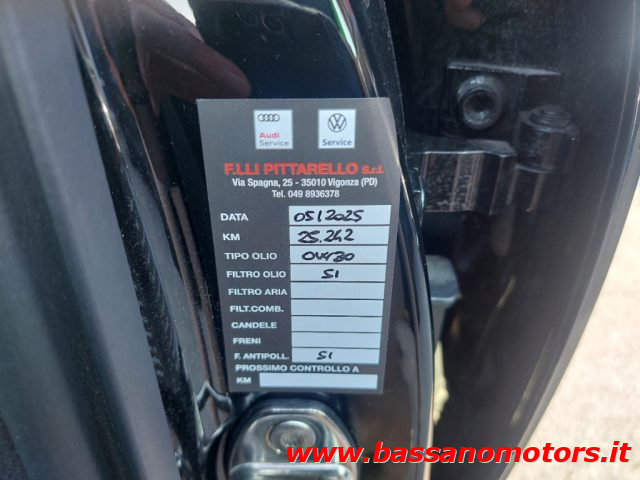 Audi
Service
Service
F.LLI PITTARELLO s.r.l.
Via Spagna, 25 - 35010 Vigonza (PD)
Tel. 049 8936378
DATA 05/2025
KM 25.242
TIPO OLIO 0W30
FILTRO OLIO SI
FILTRO ARIA
FILT.COMB.
CANDELE
FRENI
F. ANTIPOLL. SI
PROSSIMO CONTROLLO A
KM
www.bassanomotors.it